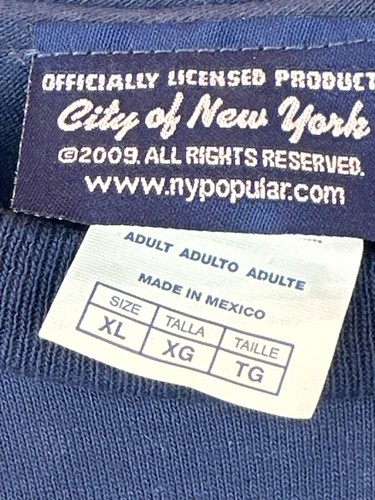 OFFICIALLY LICENSED PRODUCT
City of New York
©2009. ALL RIGHTS RESERVED.
www.nypopular.com
ADULT ADULTO ADULTE
MADE IN MEXICO
SIZE TALLA TAILLE
XL XG TG